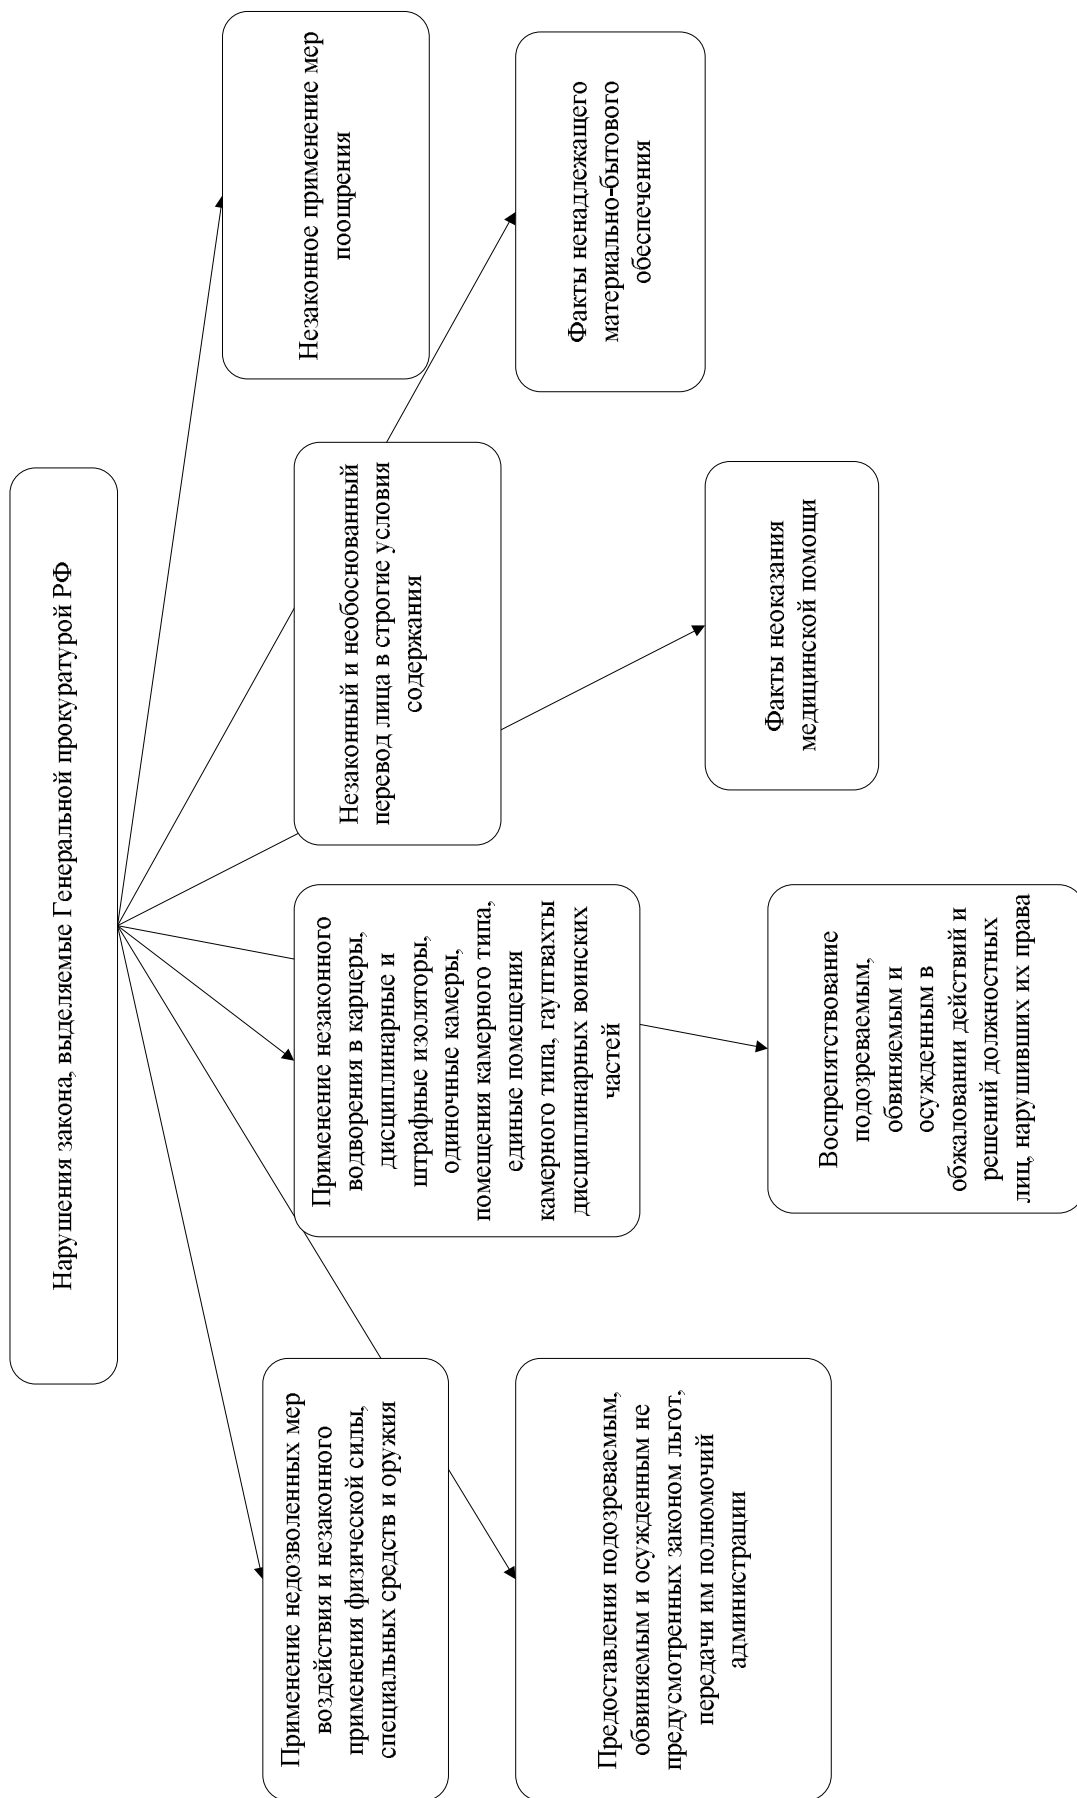 Нарушения закона, выделяемые Генеральной прокуратурой РФ
Применение недозволенных мер
воздействия и незаконного
применения физической силы,
специальных средств и оружия
Применение незаконного
водворения в карцеры,
дисциплинарные и
штрафные изоляторы,
одиночные камеры,
помещения камерного типа,
единые помещения
камерного типа, гауптвахты
дисциплинарных воинских
частей
Незаконный и необоснованный
перевод лица в строгие условия
содержания
Незаконное применение мер
поощрения
Предоставления подозреваемым,
обвиняемым и осужденным не
предусмотренных законом льгот,
передачи им полномочий
администрации
Воспрепятствование
подозреваемым,
обвиняемым и
осужденным в
обжаловании действий и
решений должностных
лиц, нарушивших их права
Факты неоказания
медицинской помощи
Факты ненадлежащего
материально-бытового
обеспечения